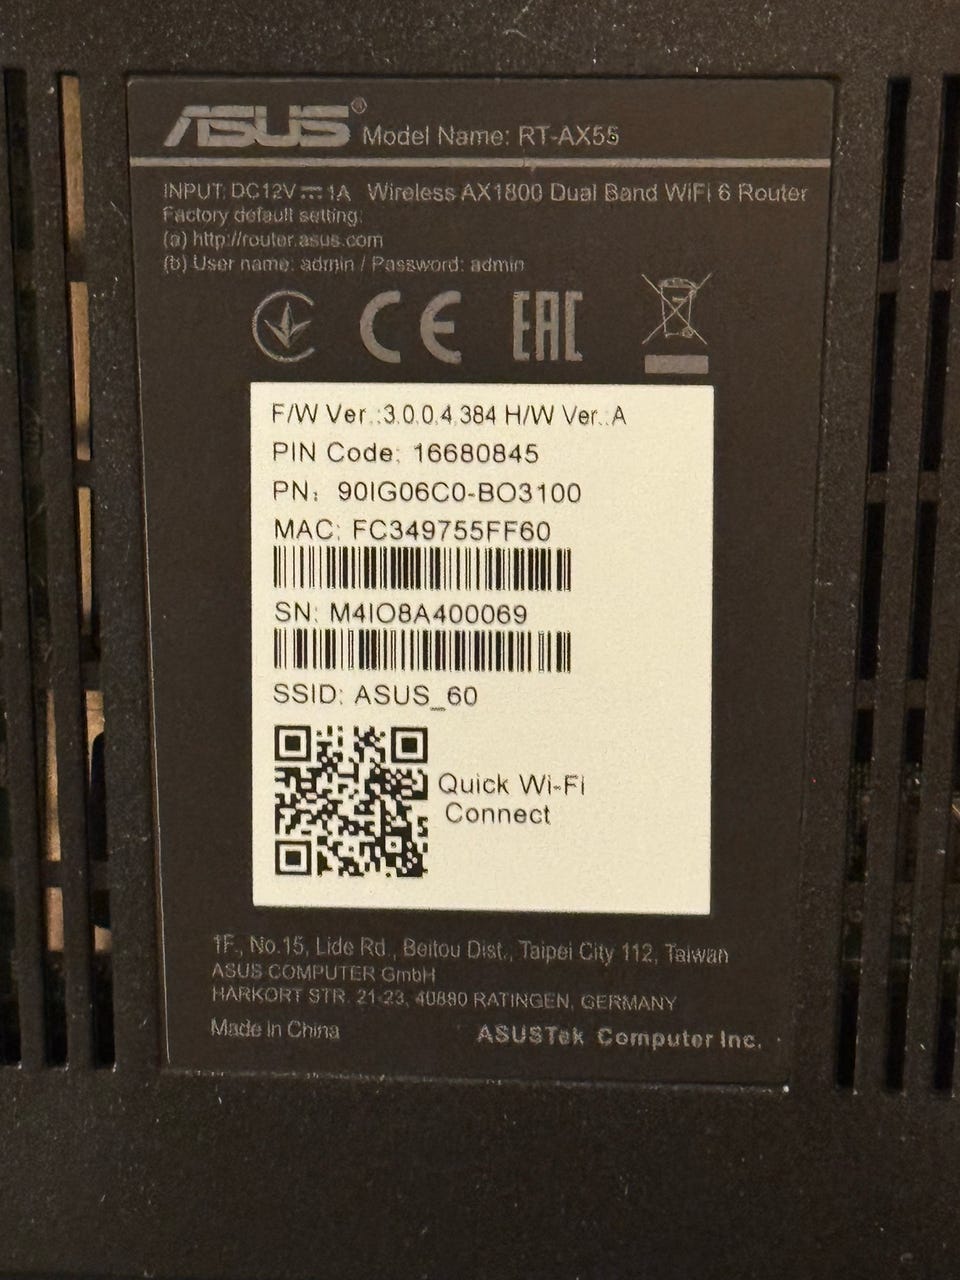 ASUS® Model Name: RT-AX55
INPUT: DC12V⎓1A Wireless AX1800 Dual Band WiFi 6 Router
Factory default setting:
(a) http://router.asus.com
(b) User name: admin / Password: admin
CE EAC
F/W Ver.:3.0.0.4.384 H/W Ver.:A
PIN Code: 16680845
PN: 90IG06C0-BO3100
MAC: FC349755FF60
SN: M4IO8A400069
SSID: ASUS_60
Quick Wi-Fi
Connect
1F., No.15, Lide Rd., Beitou Dist., Taipei City 112, Taiwan
ASUS COMPUTER GmbH
HARKORT STR. 21-23, 40880 RATINGEN, GERMANY
Made in China ASUSTek Computer Inc.